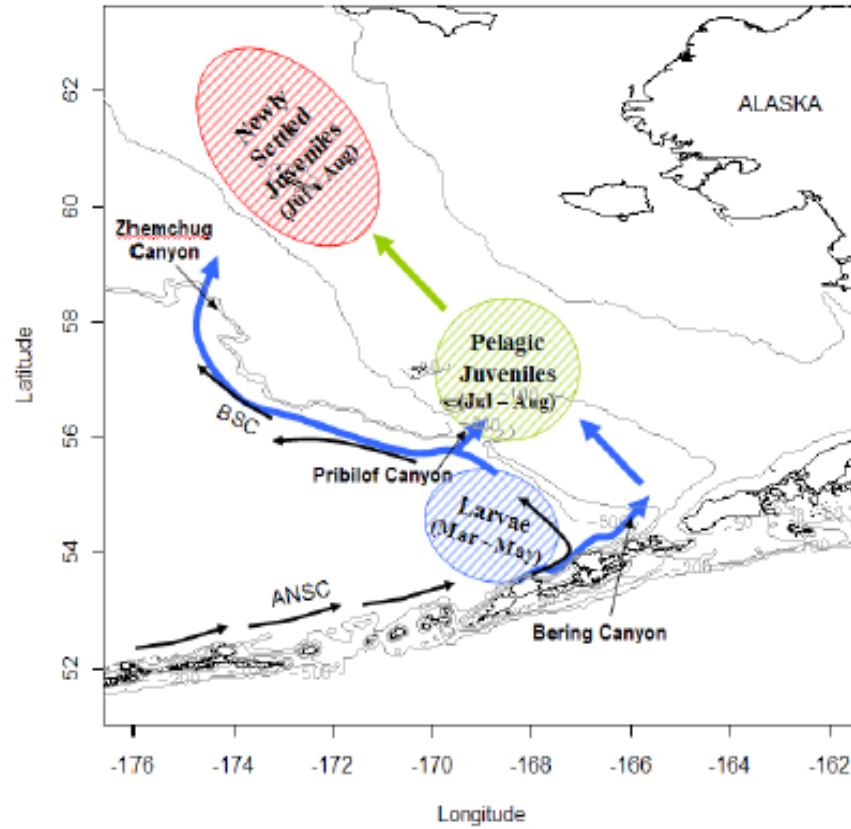 ALASKA
Newly
Settled
Juveniles
(Jul - Aug)
Zhemchug
Canyon
Pelagic
Juveniles
(Jul – Aug)
100
BSC
Pribilof Canyon
Larvae
(Mar – May)
ANSC
Bering Canyon
62
60
58
56
54
52
Latitude
-176
-174
-172
-170
-168
-166
-164
-162
Longitude